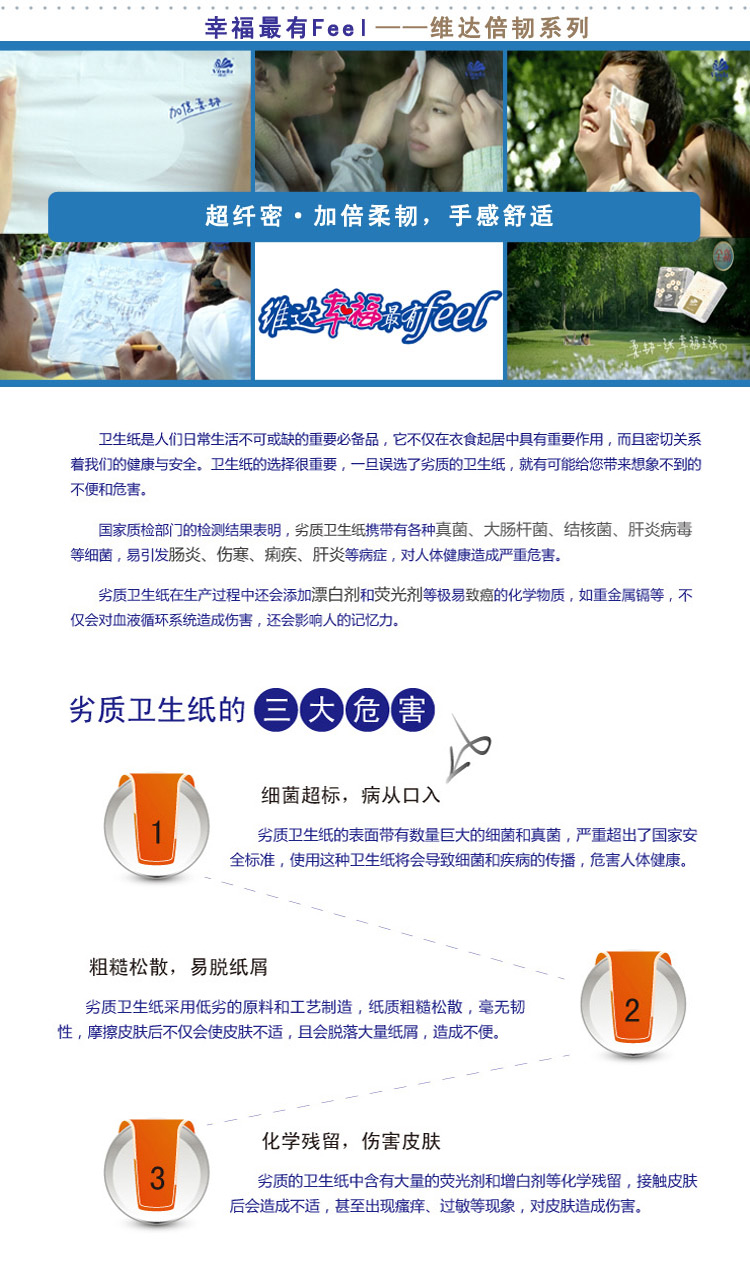 幸福最有Feel ——维达倍韧系列
Vinda
加倍柔韧
超纤密·加倍柔韧，手感舒适
维达幸福最有feel
全新
柔韧一抹 幸福主张
卫生纸是人们日常生活不可或缺的重要必备品，它不仅在衣食起居中具有重要作用，而且密切关系
着我们的健康与安全。卫生纸的选择很重要，一旦误选了劣质的卫生纸，就有可能给您带来想象不到的
不便和危害。
国家质检部门的检测结果表明，劣质卫生纸携带有各种真菌、大肠杆菌、结核菌、肝炎病毒
等细菌，易引发肠炎、伤寒、痢疾、肝炎等病症，对人体健康造成严重危害。
劣质卫生纸在生产过程中还会添加漂白剂和荧光剂等极易致癌的化学物质，如重金属镉等，不
仅会对血液循环系统造成伤害，还会影响人的记忆力。
劣质卫生纸的三大危害
1
细菌超标，病从口入
劣质卫生纸的表面带有数量巨大的细菌和真菌，严重超出了国家安
全标准，使用这种卫生纸将会导致细菌和疾病的传播，危害人体健康。
粗糙松散，易脱纸屑
劣质卫生纸采用低劣的原料和工艺制造，纸质粗糙松散，毫无韧
性，摩擦皮肤后不仅会使皮肤不适，且会脱落大量纸屑，造成不便。
2
3
化学残留，伤害皮肤
劣质的卫生纸中含有大量的荧光剂和增白剂等化学残留，接触皮肤
后会造成不适，甚至出现瘙痒、过敏等现象，对皮肤造成伤害。